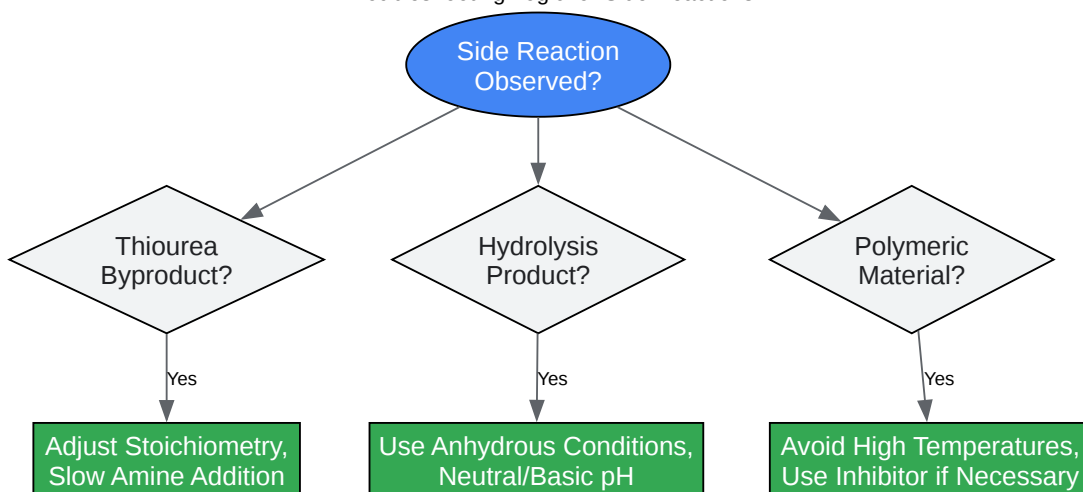 Side Reaction
Observed?
Thiourea
Byproduct?
Hydrolysis
Product?
Polymeric
Material?
Yes
Yes
Yes
Adjust Stoichiometry,
Slow Amine Addition
Use Anhydrous Conditions,
Neutral/Basic pH
Avoid High Temperatures,
Use Inhibitor if Necessary